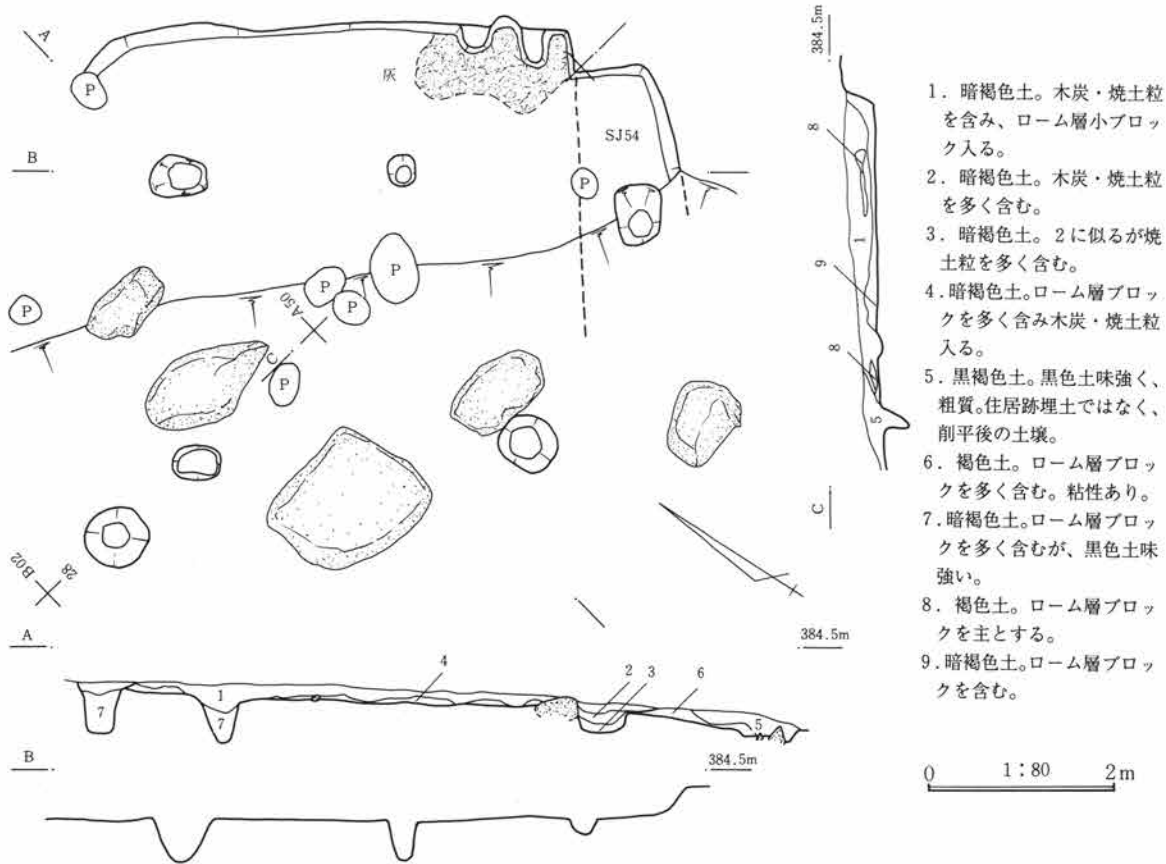 A
灰
P
SJ54
B
P
P
P
P
P
A50
C
P
B02
28
A
384.5m
4
2
3
6
1
7
7
5
B
384.5m
384.5m
8
1
9
8
5
C
1．暗褐色土。木炭・焼土粒
を含み、ローム層小ブロッ
ク入る。
2．暗褐色土。木炭・焼土粒
を多く含む。
3．暗褐色土。2に似るが焼
土粒を多く含む。
4．暗褐色土。ローム層ブロッ
クを多く含み木炭・焼土粒
入る。
5．黒褐色土。黒色土味強く、
粗質。住居跡埋土ではなく、
削平後の土壌。
6．褐色土。ローム層ブロッ
クを多く含む。粘性あり。
7．暗褐色土。ローム層ブロッ
クを多く含むが、黒色土味
強い。
8．褐色土。ローム層ブロッ
クを主とする。
9．暗褐色土。ローム層ブロッ
クを含む。
0 1：80 2m